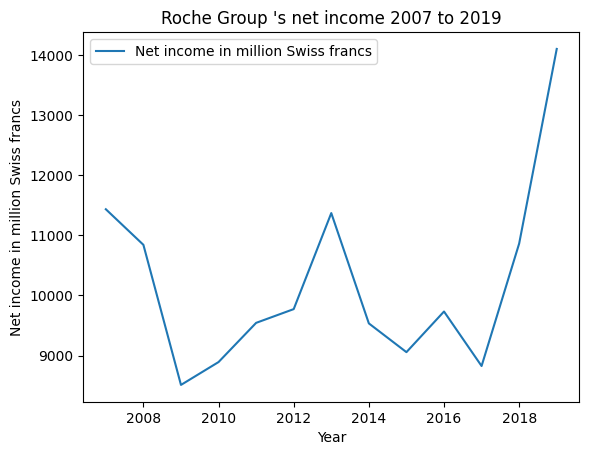 Roche Group 's net income 2007 to 2019
Net income in million Swiss francs
Net income in million Swiss francs
14000
13000
12000
11000
10000
9000
2008 2010 2012 2014 2016 2018
Year